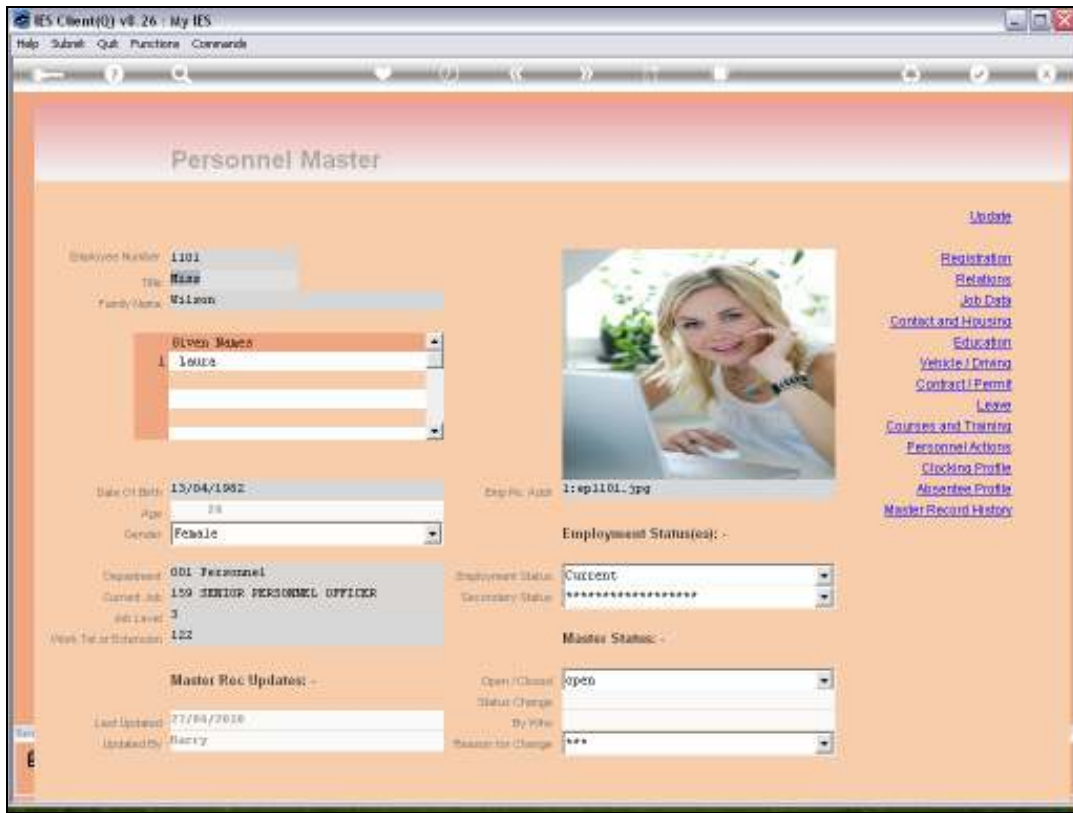 IES Client(Q) v8.26 : My IES
Help Submit Quit Functions Commands
Personnel Master
Update
Employee Number 1101
Title Miss
Family Name Wilson
Given Names
1 laura
Registration
Relations
Job Data
Contact and Housing
Education
Vehicle / Driving
Contract / Permit
Leave
Courses and Training
Personnel Actions
Clocking Profile
Absentee Profile
Master Record History
Date Of Birth 13/04/1982
Age 28
Gender Female
1:ep1101.jpg
Employment Status(es): -
Department 001 Personnel
Current Job 159 SENIOR PERSONNEL OFFICER
Job Level 3
Work Tel or Extension 122
Employment Status Current
Secondary Status ******************
Master Status: -
Master Rec Updates: -
Open / Closed open
Status Change
By Who
Reason for Change ***
Last Updated 27/04/2010
Updated By Harry